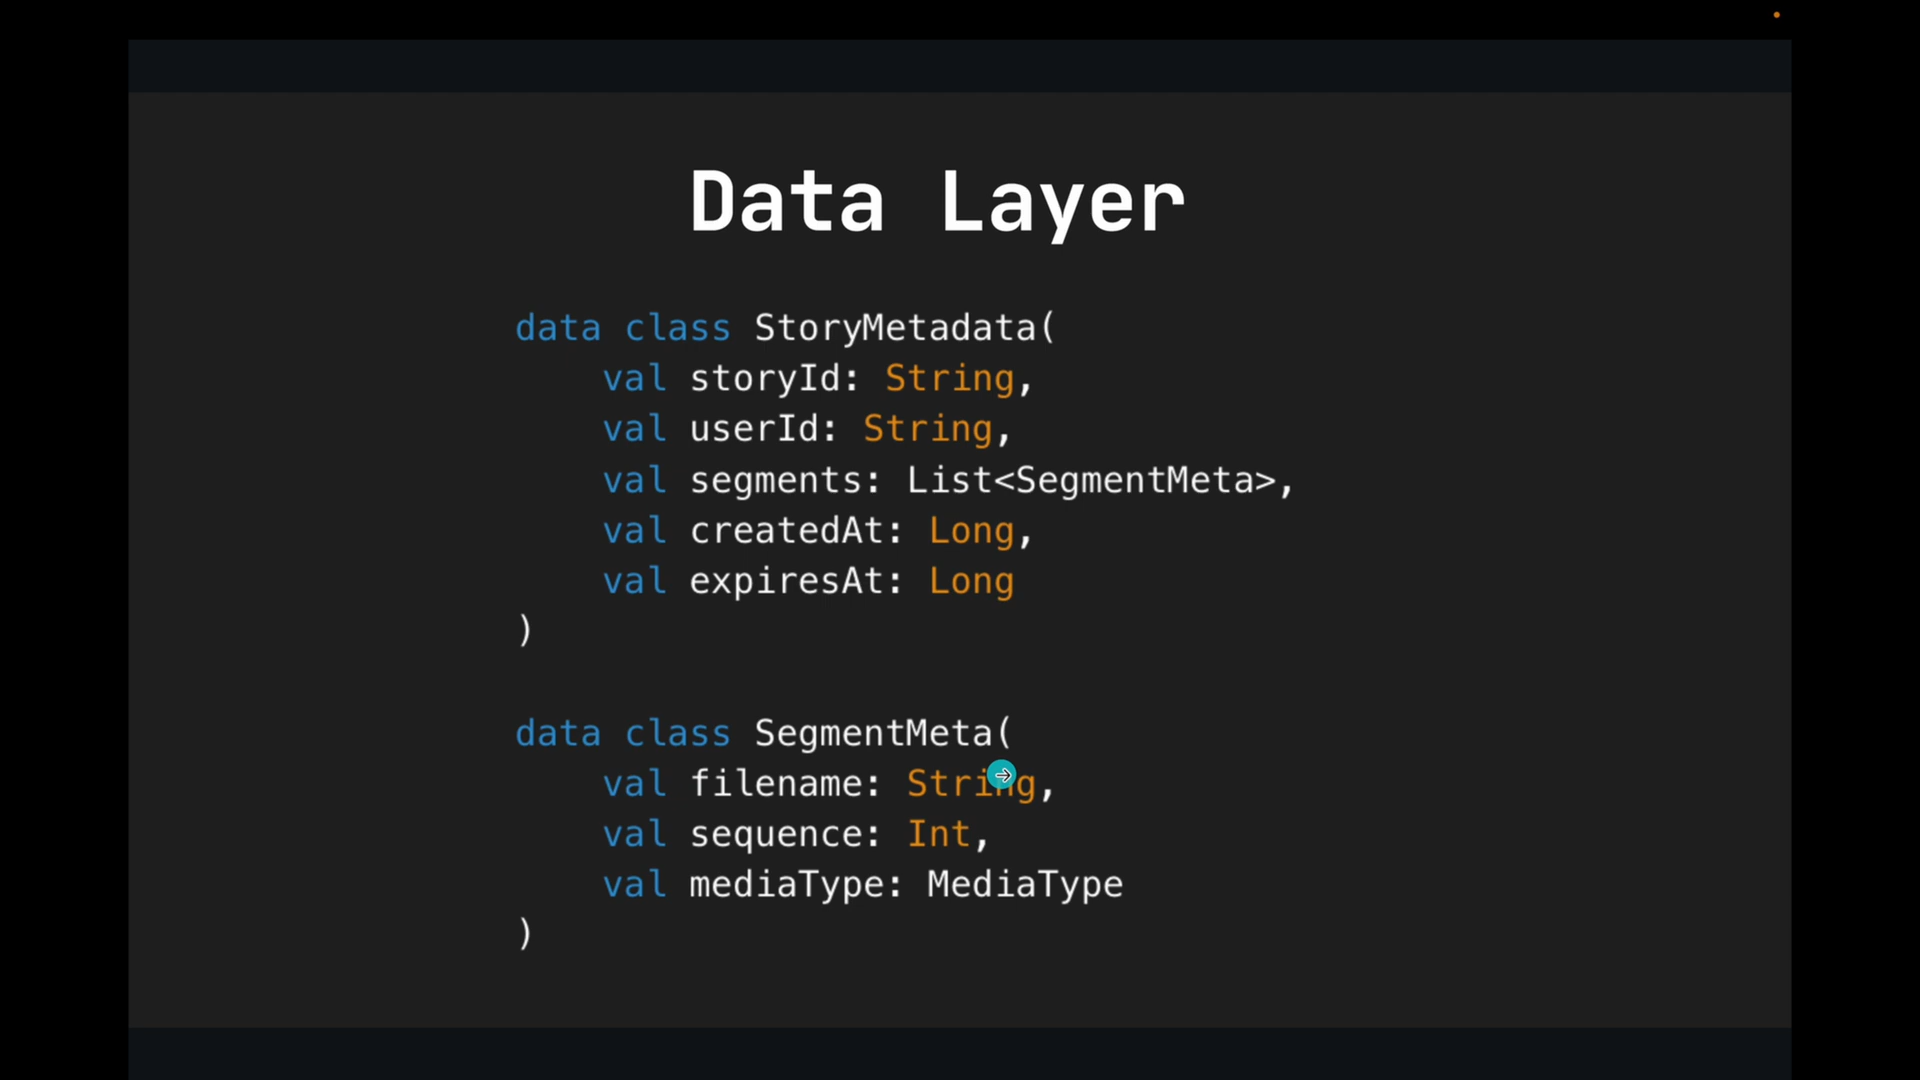 Data Layer
data class StoryMetadata(
    val storyId: String,
    val userId: String,
    val segments: List<SegmentMeta>,
    val createdAt: Long,
    val expiresAt: Long
)
data class SegmentMeta(
    val filename: String,
    val sequence: Int,
    val mediaType: MediaType
)